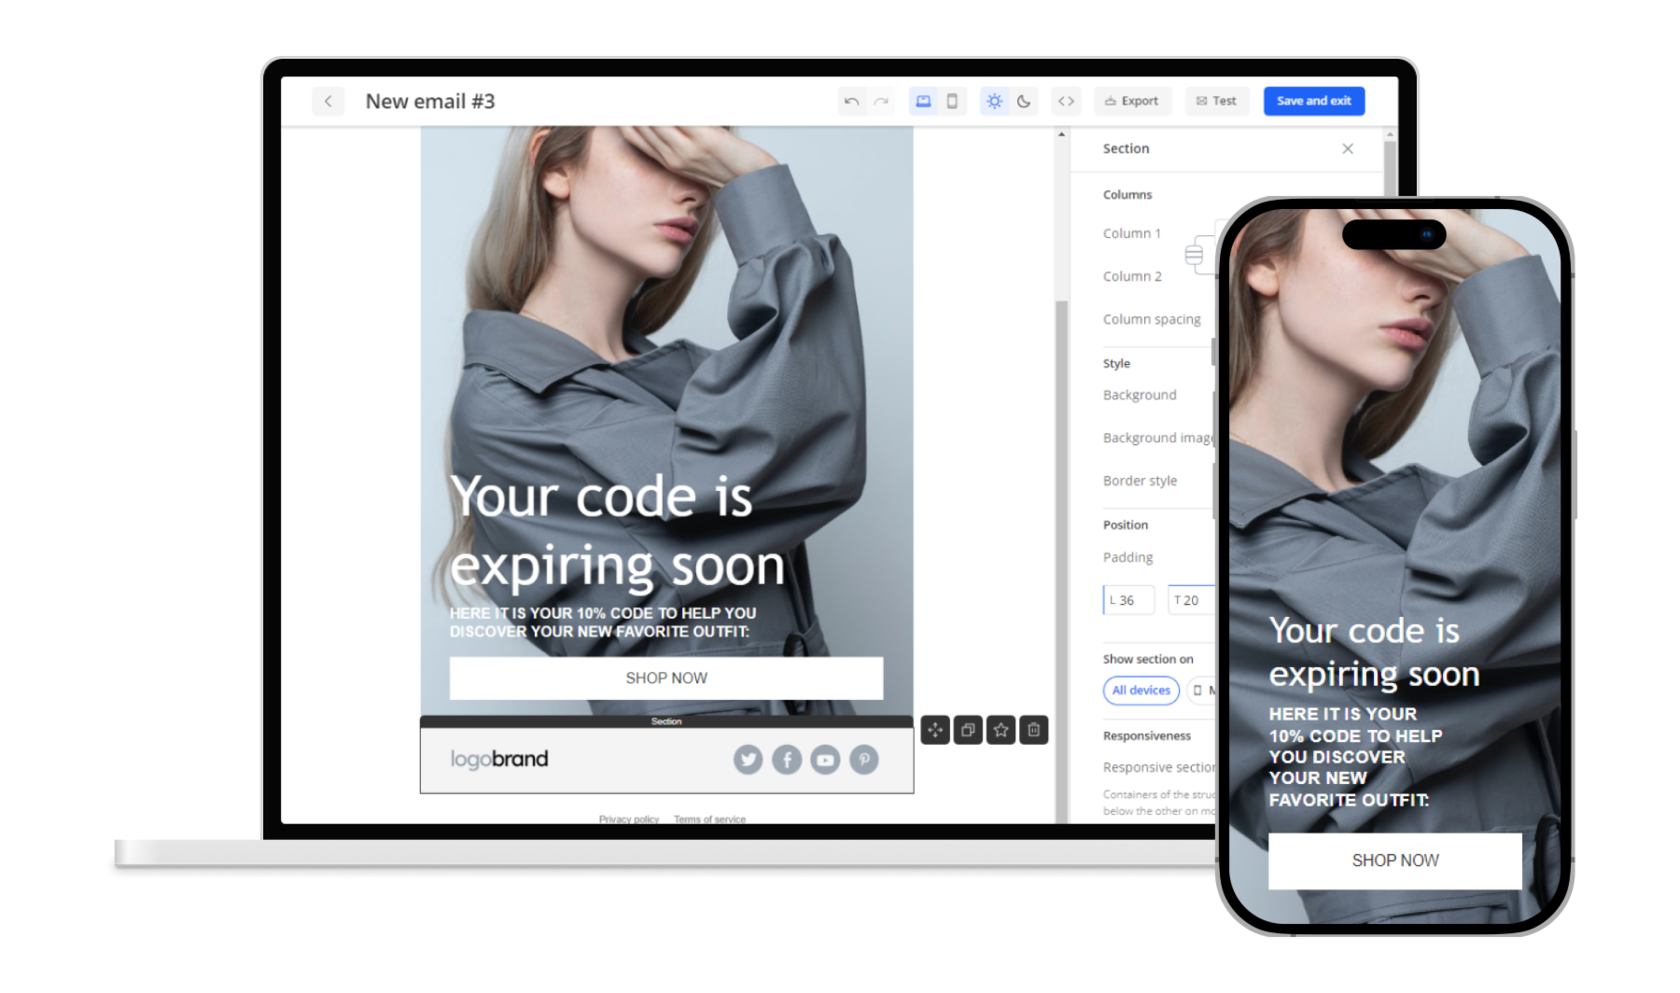 New email #3
Export
Test
Save and exit
Your code is
expiring soon
HERE IT IS YOUR 10% CODE TO HELP YOU
DISCOVER YOUR NEW FAVORITE OUTFIT:
SHOP NOW
Section
logobrand
Privacy policy Terms of service
Section
Columns
Column 1
Column 2
Column spacing
Style
Background
Background imag
Border style
Position
Padding
L 36 T 20
Show section on
All devices M
Responsiveness
Responsive section
Containers of the struc
below the other on mo
Your code is
expiring soon
HERE IT IS YOUR
10% CODE TO HELP
YOU DISCOVER
YOUR NEW
FAVORITE OUTFIT:
SHOP NOW